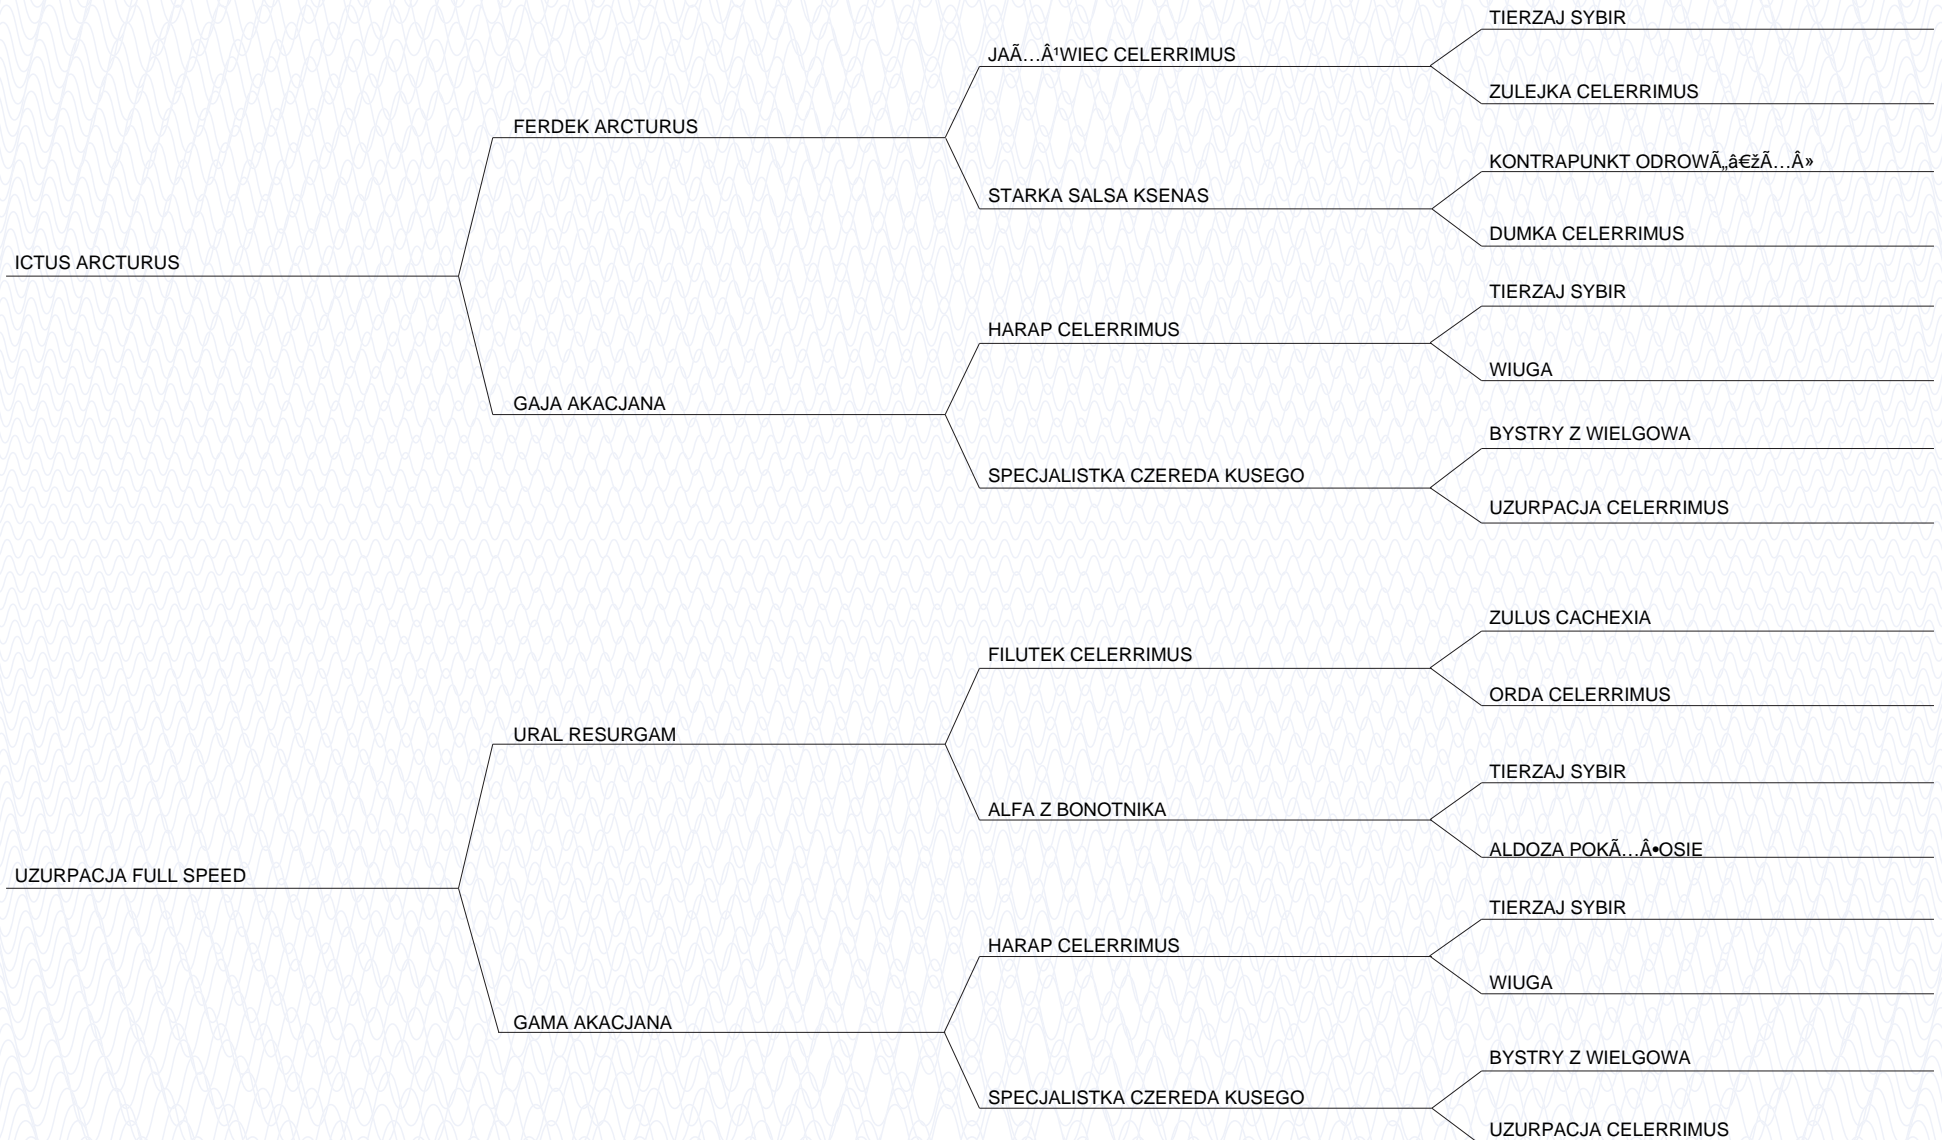 TIERZAJ SYBIR
JAÃ…Â¹WIEC CELERRIMUS
ZULEJKA CELERRIMUS
FERDEK ARCTURUS
KONTRAPUNKT ODROWÃ„â€žÃ…Â»
STARKA SALSA KSENAS
DUMKA CELERRIMUS
ICTUS ARCTURUS
TIERZAJ SYBIR
HARAP CELERRIMUS
WIUGA
GAJA AKACJANA
BYSTRY Z WIELGOWA
SPECJALISTKA CZEREDA KUSEGO
UZURPACJA CELERRIMUS
ZULUS CACHEXIA
FILUTEK CELERRIMUS
ORDA CELERRIMUS
URAL RESURGAM
TIERZAJ SYBIR
ALFA Z BONOTNIKA
ALDOZA POKÃ…Â•OSIE
UZURPACJA FULL SPEED
TIERZAJ SYBIR
HARAP CELERRIMUS
WIUGA
GAMA AKACJANA
BYSTRY Z WIELGOWA
SPECJALISTKA CZEREDA KUSEGO
UZURPACJA CELERRIMUS